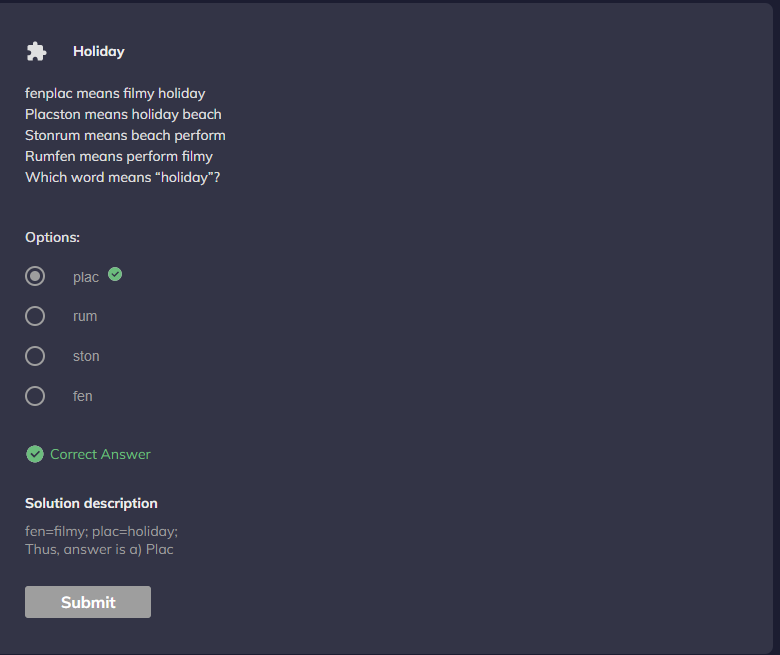 Holiday
fenplac means filmy holiday
Placston means holiday beach
Stonrum means beach perform
Rumfen means perform filmy
Which word means “holiday”?
Options:
plac
rum
ston
fen
Correct Answer
Solution description
fen=filmy; plac=holiday;
Thus, answer is a) Plac
Submit